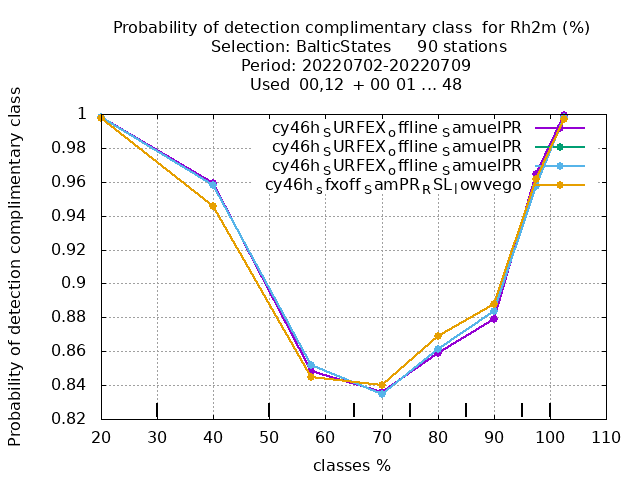 Probability of detection complimentary class  for Rh2m (%)
Selection: BalticStates     90 stations
Period: 20220702-20220709
Used  00,12  + 00 01 ... 48
Probability of detection complimentary class
1
0.98
0.96
0.94
0.92
0.9
0.88
0.86
0.84
0.82
cy46h_SURFEX_offline_SamuelPR
cy46h_SURFEX_offline_SamuelPR
cy46h_SURFEX_offline_SamuelPR
cy46h_sfxoff_SamPR_RSL_lowvego
20 30 40 50 60 70 80 90 100 110
classes %